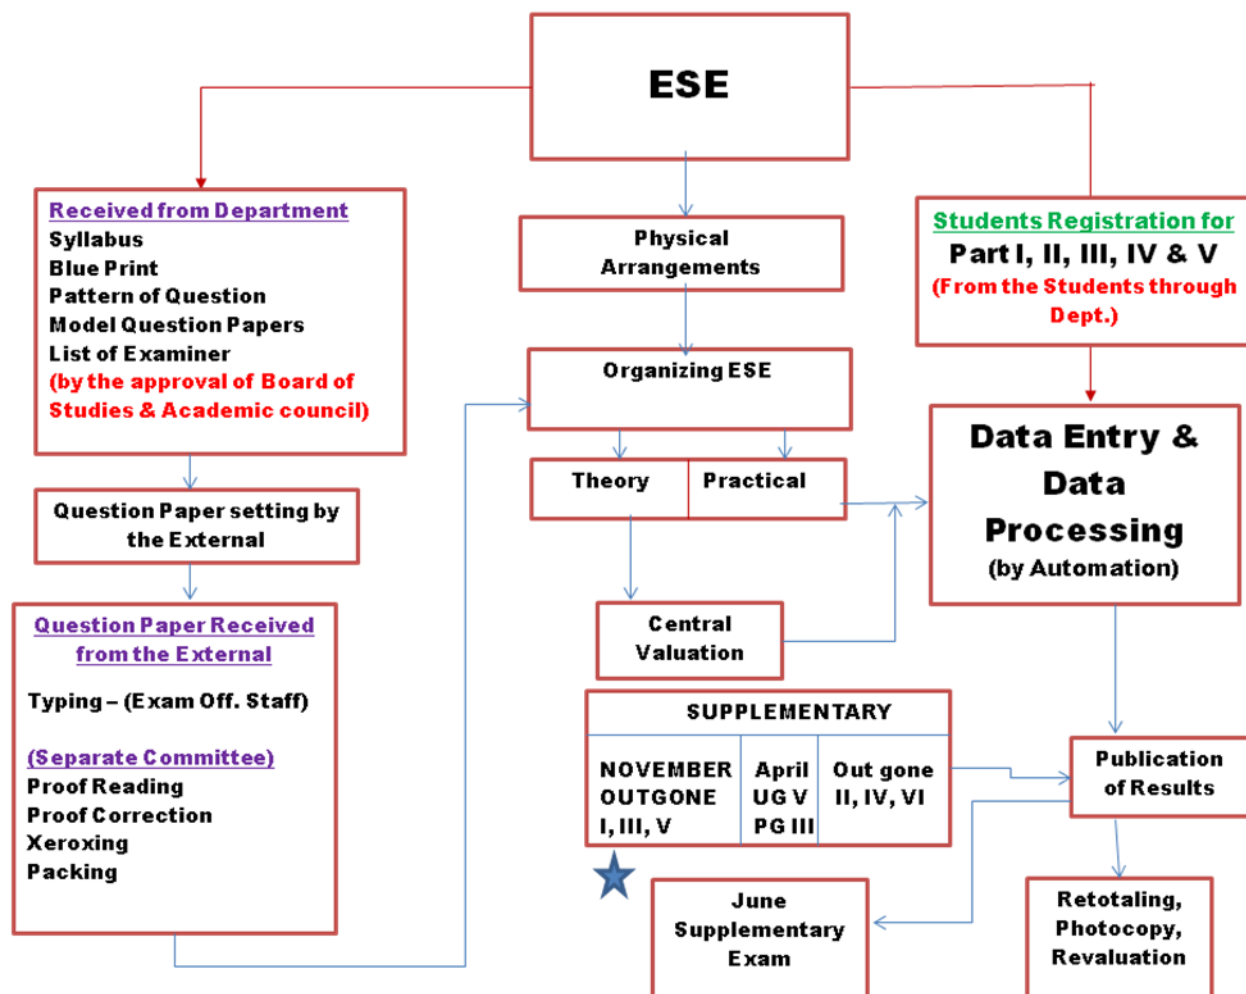 ESE
Received from Department
Syllabus
Blue Print
Pattern of Question
Model Question Papers
List of Examiner
(by the approval of Board of
Studies & Academic council)
Question Paper setting by
the External
Question Paper Received
from the External
Typing – (Exam Off. Staff)
(Separate Committee)
Proof Reading
Proof Correction
Xeroxing
Packing
Physical
Arrangements
Organizing ESE
Theory
Practical
Central
Valuation
SUPPLEMENTARY
NOVEMBER
OUTGONE
I, III, V
April
UG V
PG III
Out gone
II, IV, VI
June
Supplementary
Exam
Students Registration for
Part I, II, III, IV & V
(From the Students through
Dept.)
Data Entry &
Data
Processing
(by Automation)
Publication
of Results
Retotaling,
Photocopy,
Revaluation